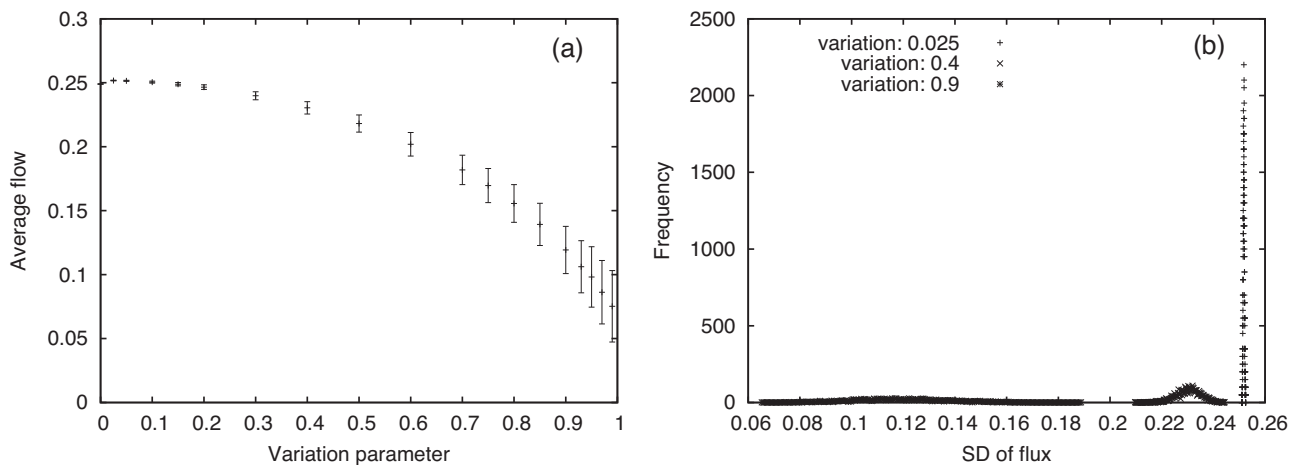 (a)
Average flow
0.3
0.25
0.2
0.15
0.1
0.05
0
0 0.1 0.2 0.3 0.4 0.5 0.6 0.7 0.8 0.9 1
Variation parameter
(b)
variation: 0.025
variation: 0.4
variation: 0.9
Frequency
2500
2000
1500
1000
500
0
0.06 0.08 0.1 0.12 0.14 0.16 0.18 0.2 0.22 0.24 0.26
SD of flux